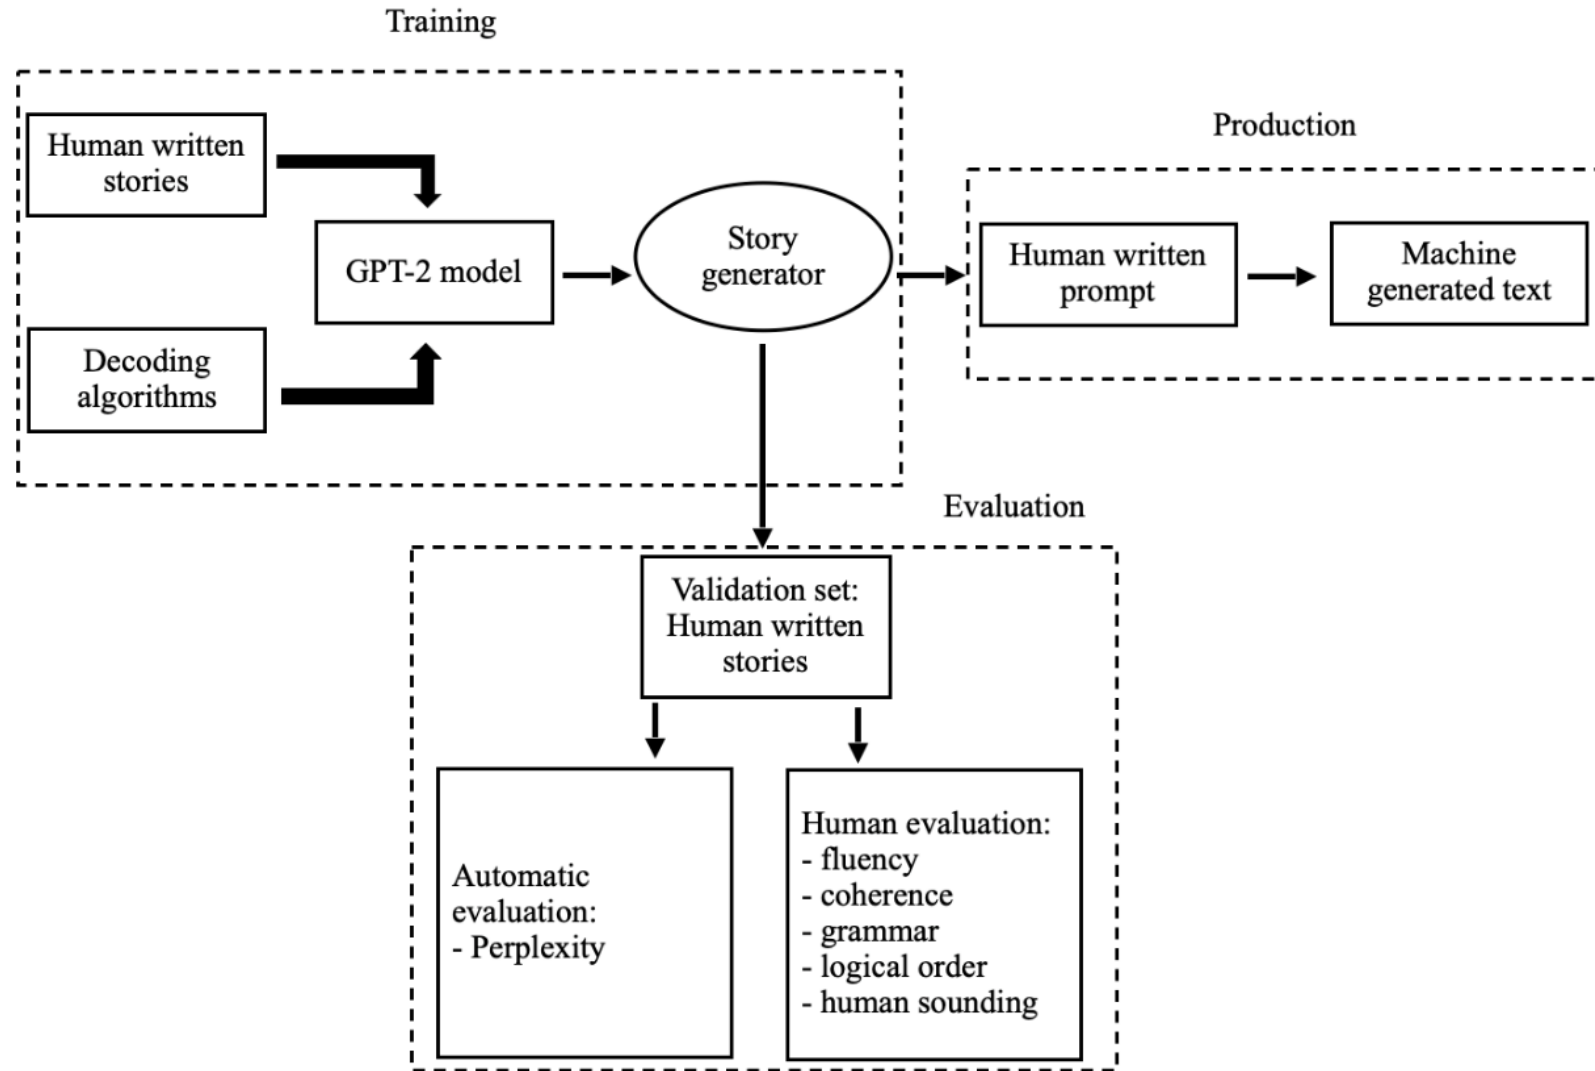 Training
Human written
stories
GPT-2 model
Decoding
algorithms
Story
generator
Production
Human written
prompt
Machine
generated text
Evaluation
Validation set:
Human written
stories
Automatic
evaluation:
- Perplexity
Human evaluation:
- fluency
- coherence
- grammar
- logical order
- human sounding